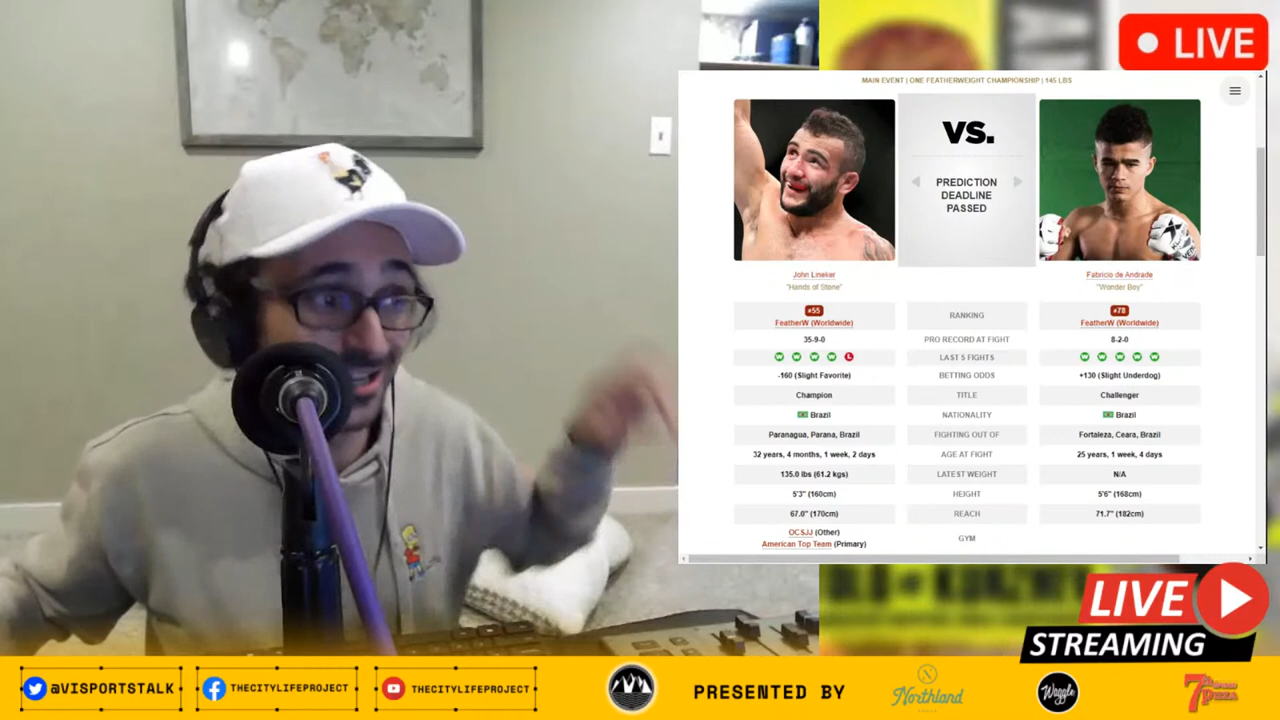 LIVE
MAIN EVENT | ONE FEATHERWEIGHT CHAMPIONSHIP | 145 LBS
VS.
PREDICTION
DEADLINE
PASSED
John Lineker
"Hands of Stone"
Fabricio de Andrade
"Wonder Boy"
#55 RANKING #78
FeatherW (Worldwide) FeatherW (Worldwide)
35-9-0 PRO RECORD AT FIGHT 8-2-0
W W W W L LAST 5 FIGHTS W W W W W
-160 (Slight Favorite) BETTING ODDS +130 (Slight Underdog)
Champion TITLE Challenger
Brazil NATIONALITY Brazil
Paranagua, Parana, Brazil FIGHTING OUT OF Fortaleza, Ceara, Brazil
32 years, 4 months, 1 week, 2 days AGE AT FIGHT 25 years, 1 week, 4 days
135.0 lbs (61.2 kgs) LATEST WEIGHT N/A
5'3" (160cm) HEIGHT 5'6" (168cm)
67.0" (170cm) REACH 71.7" (182cm)
OCSJJ (Other) GYM
American Top Team (Primary)
LIVE
STREAMING
@VISPORTSTALK THECITYLIFEPROJECT THECITYLIFEPROJECT PRESENTED BY Northland Waggle